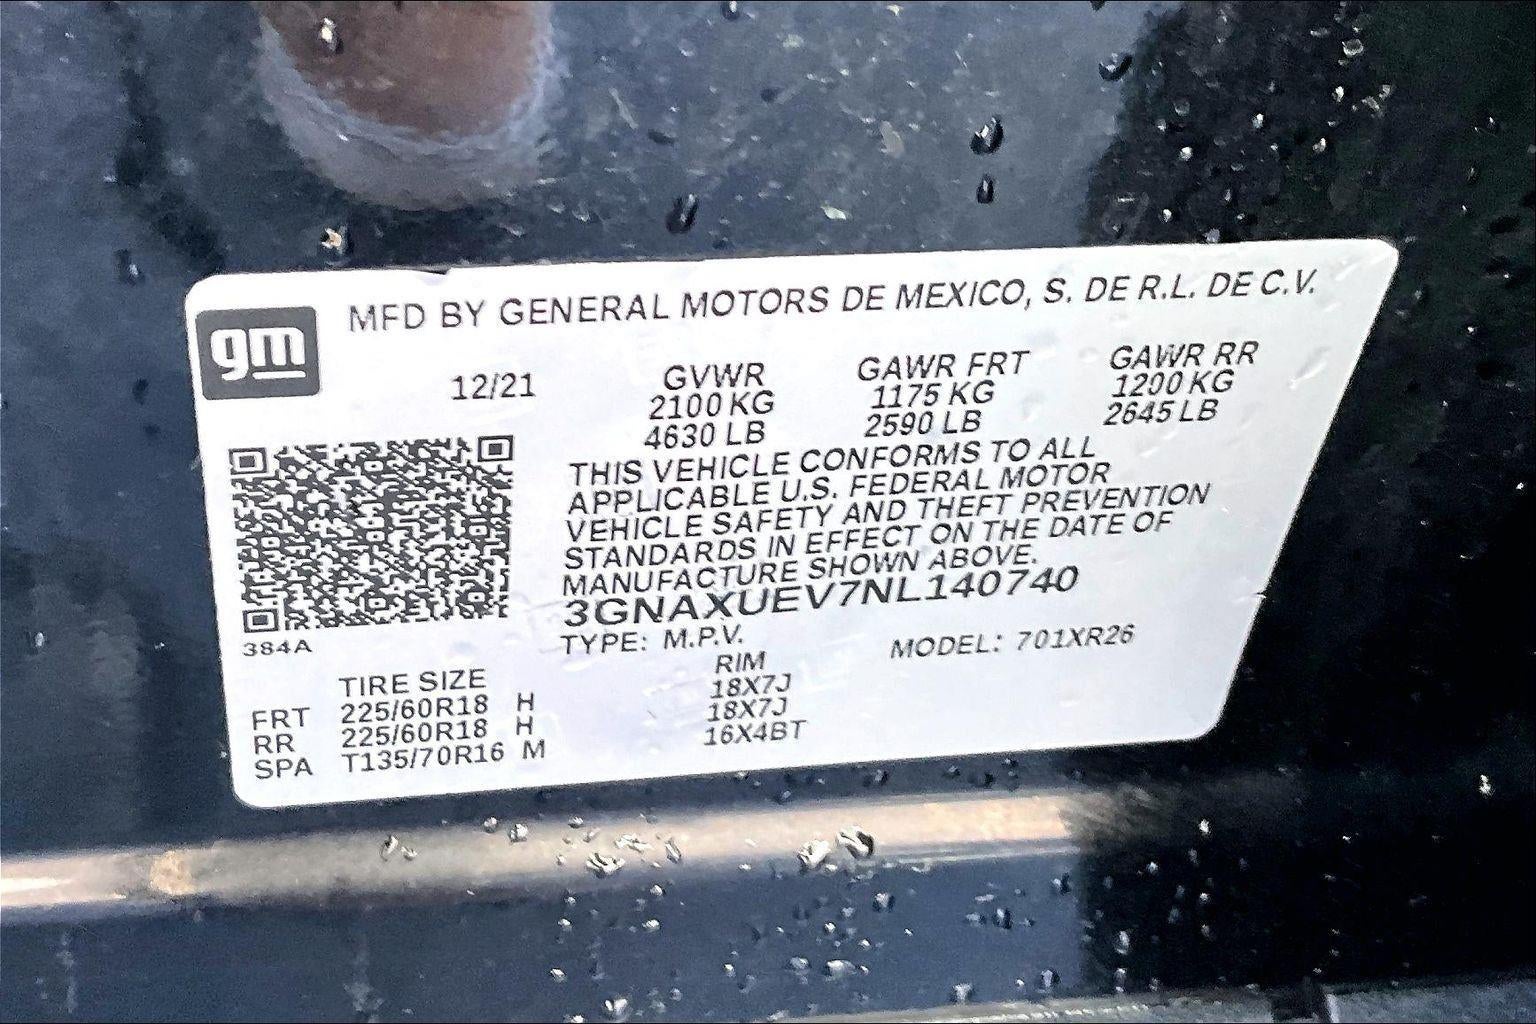 gm
MFD BY GENERAL MOTORS DE MEXICO, S. DE R.L. DE C.V.
12/21 GVWR GAWR FRT GAWR RR
2100 KG 1175 KG 1200 KG
4630 LB 2590 LB 2645 LB
THIS VEHICLE CONFORMS TO ALL
APPLICABLE U.S. FEDERAL MOTOR
VEHICLE SAFETY AND THEFT PREVENTION
STANDARDS IN EFFECT ON THE DATE OF
MANUFACTURE SHOWN ABOVE.
3GNAXUEV7NL140740
384A
TYPE: M.P.V. MODEL: 701XR26
TIRE SIZE RIM
FRT 225/60R18 H 18X7J
RR 225/60R18 H 18X7J
SPA T135/70R16 M 16X4BT